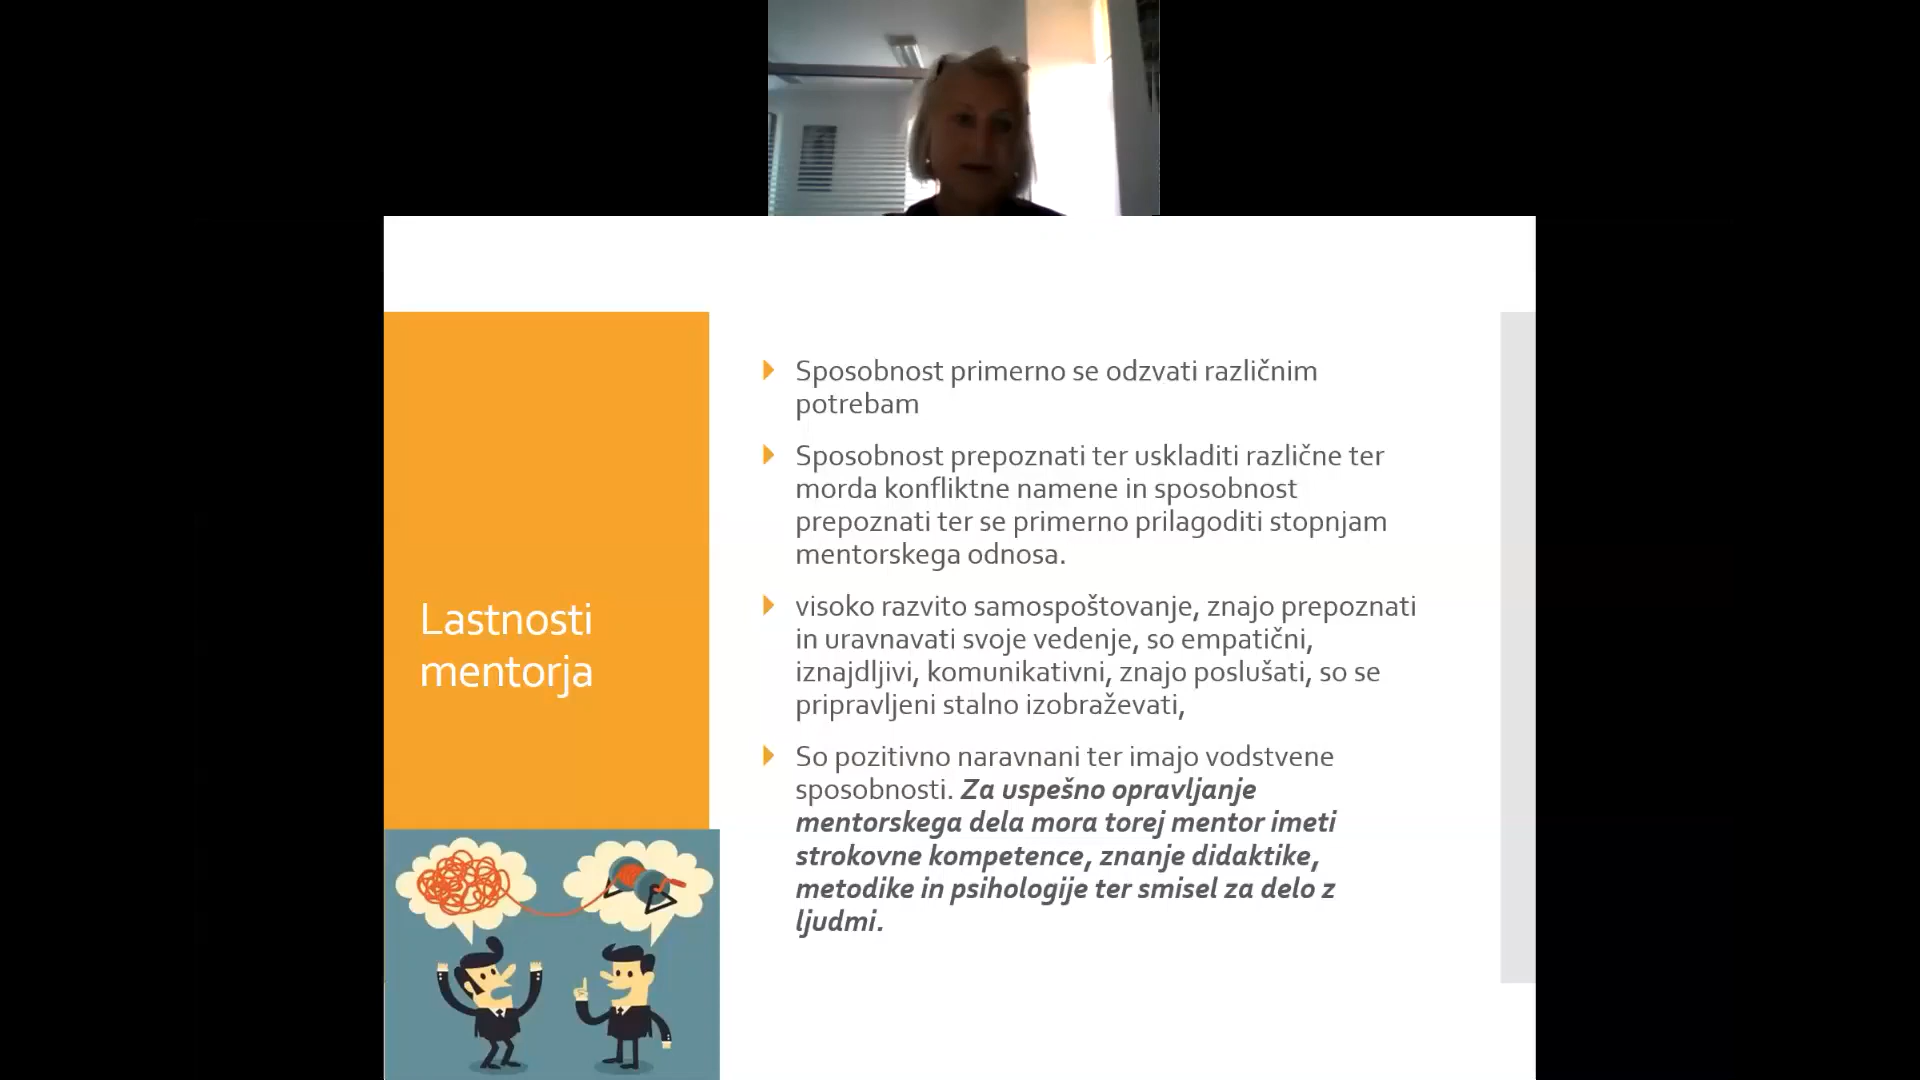 Lastnosti
mentorja
Sposobnost primerno se odzvati različnim
potrebam
Sposobnost prepoznati ter uskladiti različne ter
morda konfliktne namene in sposobnost
prepoznati ter se primerno prilagoditi stopnjam
mentorskega odnosa.
visoko razvito samospoštovanje, znajo prepoznati
in uravnavati svoje vedenje, so empatični,
iznajdljivi, komunikativni, znajo poslušati, so se
pripravljeni stalno izobraževati,
So pozitivno naravnani ter imajo vodstvene
sposobnosti. Za uspešno opravljanje
mentorskega dela mora torej mentor imeti
strokovne kompetence, znanje didaktike,
metodike in psihologije ter smisel za delo z
ljudmi.